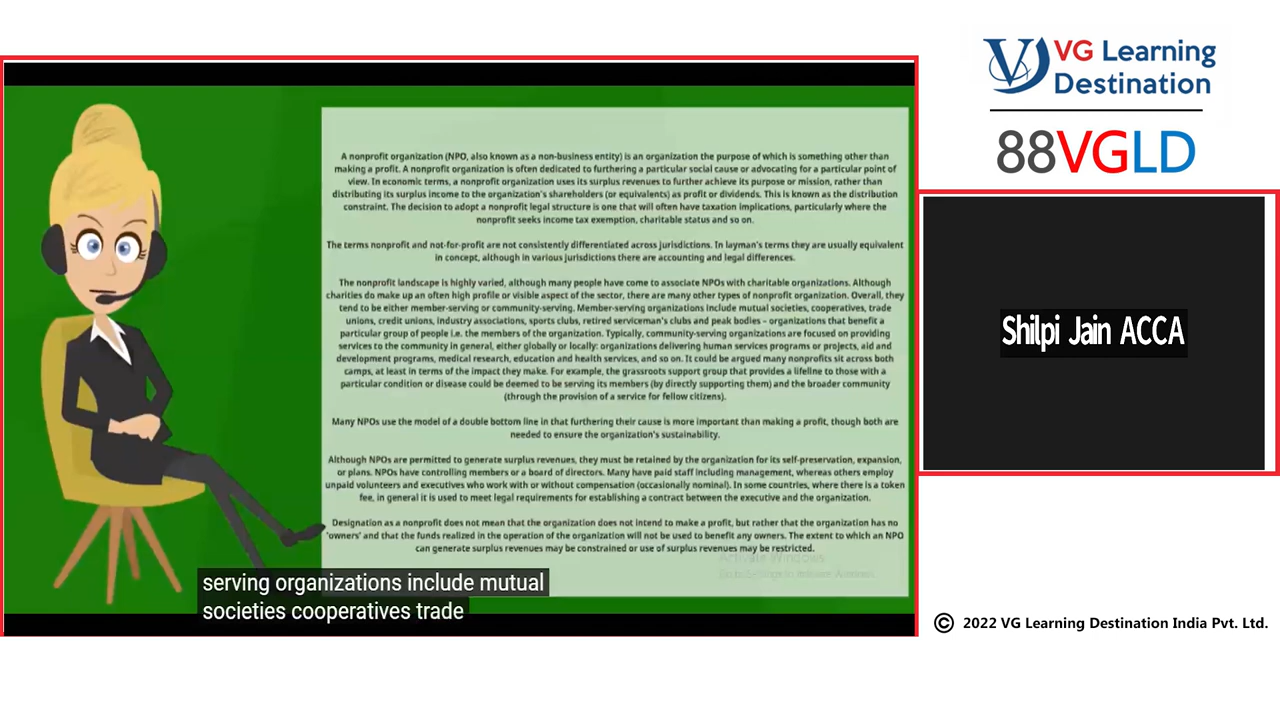 VG Learning
Destination
88VGLD
A nonprofit organization (NPO, also known as a non-business entity) is an organization the purpose of which is something other than
making a profit. A nonprofit organization is often dedicated to furthering a particular social cause or advocating for a particular point of
view. In economic terms, a nonprofit organization uses its surplus revenues to further achieve its purpose or mission, rather than
distributing its surplus income to the organization's shareholders (or equivalents) as profit or dividends. This is known as the distribution
constraint. The decision to adopt a nonprofit legal structure is one that will often have taxation implications, particularly where the
nonprofit seeks income tax exemption, charitable status and so on.
The terms nonprofit and not-for-profit are not consistently differentiated across jurisdictions. In layman's terms they are usually equivalent
in concept, although in various jurisdictions there are accounting and legal differences.
The nonprofit landscape is highly varied, although many people have come to associate NPOs with charitable organizations. Although
charities do make up an often high profile or visible aspect of the sector, there are many other types of nonprofit organization. Overall, they
tend to be either member-serving or community-serving. Member-serving organizations include mutual societies, cooperatives, trade
unions, credit unions, industry associations, sports clubs, retired serviceman's clubs and peak bodies – organizations that benefit a
particular group of people i.e. the members of the organization. Typically, community-serving organizations are focused on providing
services to the community in general, either globally or locally: organizations delivering human services programs or projects, aid and
development programs, medical research, education and health services, and so on. It could be argued many nonprofits sit across both
camps, at least in terms of the impact they make. For example, the grassroots support group that provides a lifeline to those with a
particular condition or disease could be deemed to be serving its members (by directly supporting them) and the broader community
(through the provision of a service for fellow citizens).
Many NPOs use the model of a double bottom line in that furthering their cause is more important than making a profit, though both are
needed to ensure the organization's sustainability.
Although NPOs are permitted to generate surplus revenues, they must be retained by the organization for its self-preservation, expansion,
or plans. NPOs have controlling members or a board of directors. Many have paid staff including management, whereas others employ
unpaid volunteers and executives who work with or without compensation (occasionally nominal). In some countries, where there is a token
fee, in general it is used to meet legal requirements for establishing a contract between the executive and the organization.
Designation as a nonprofit does not mean that the organization does not intend to make a profit, but rather that the organization has no
'owners' and that the funds realized in the operation of the organization will not be used to benefit any owners. The extent to which an NPO
can generate surplus revenues may be constrained or use of surplus revenues may be restricted.
Activate Windows
serving organizations include mutual
societies cooperatives trade
Shilpi Jain ACCA
© 2022 VG Learning Destination India Pvt. Ltd.